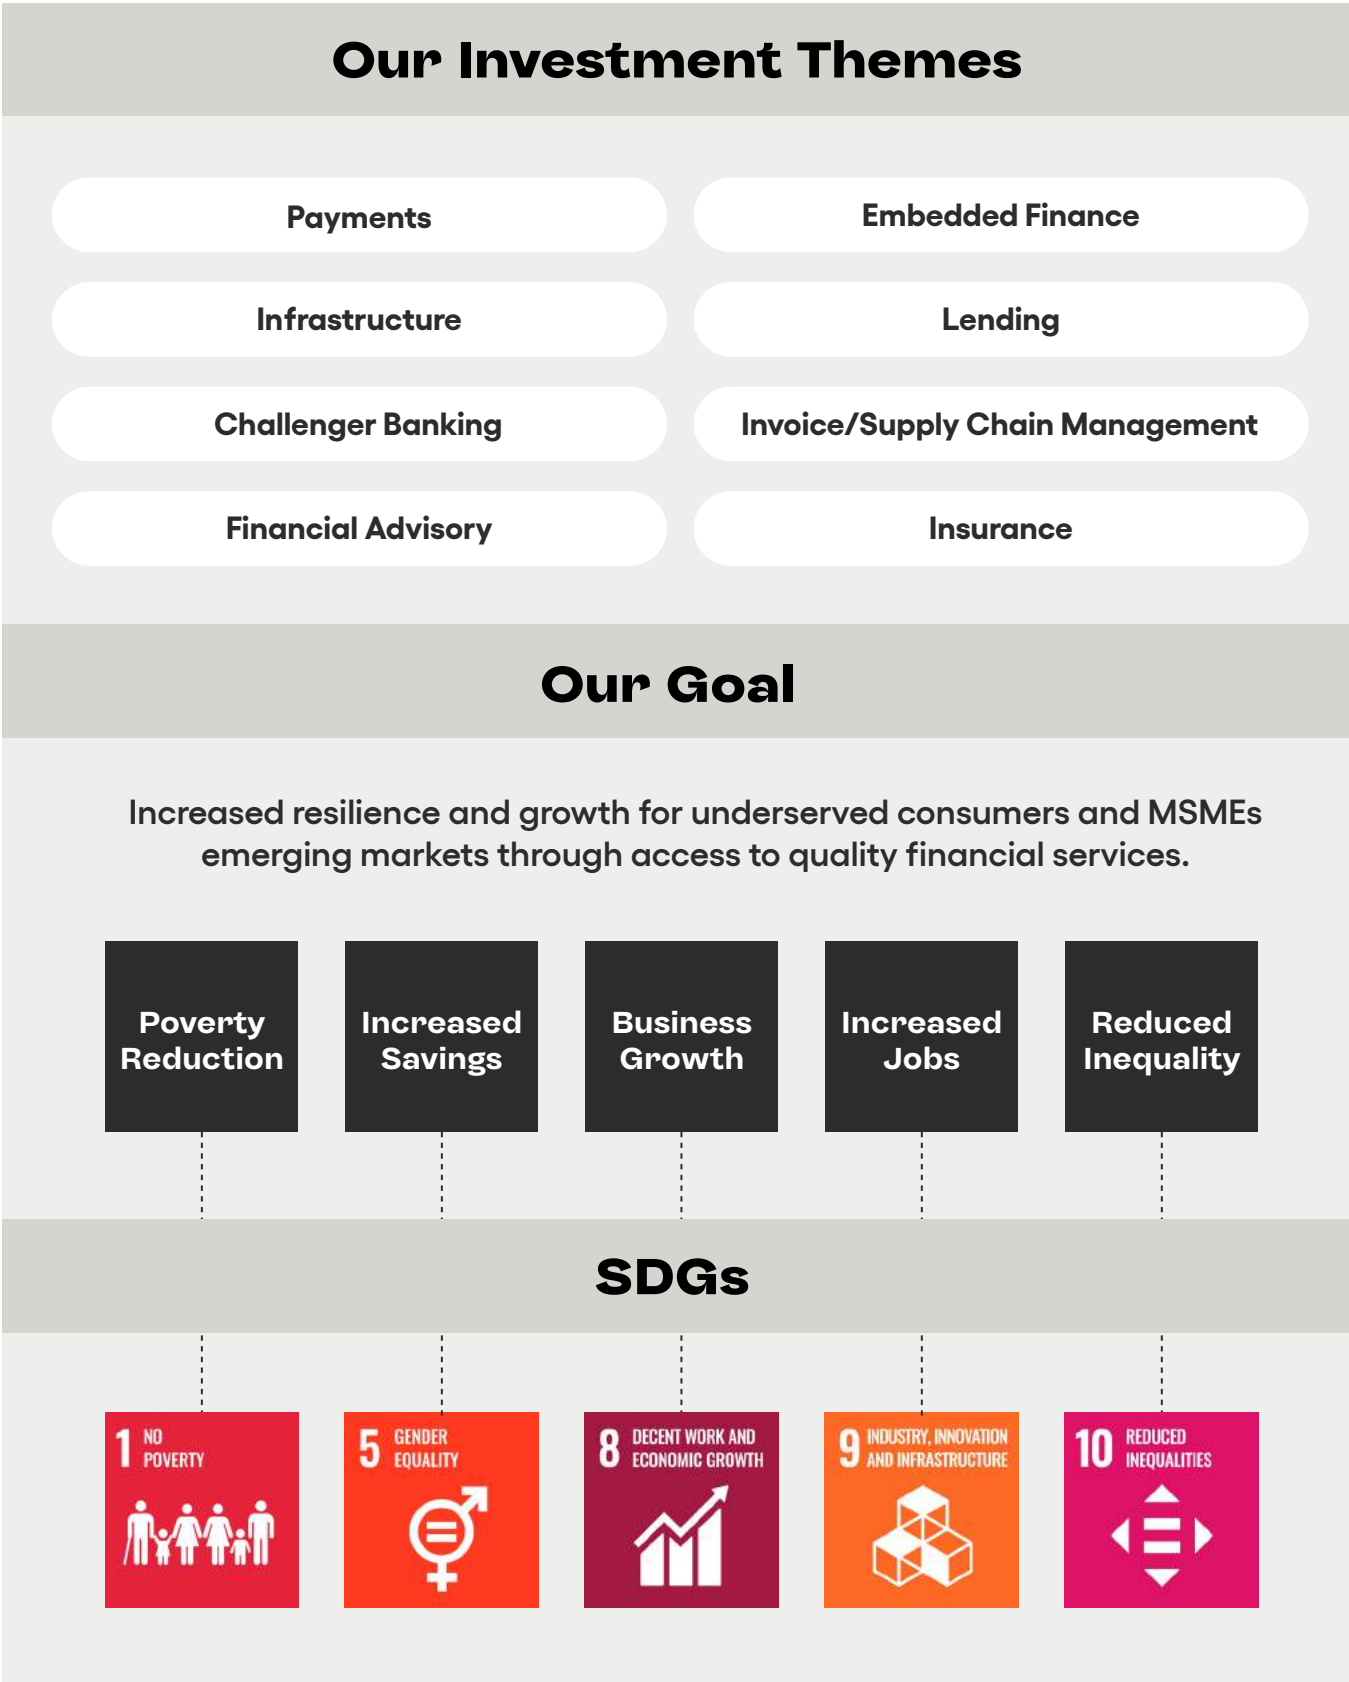 Our Investment Themes
Payments
Embedded Finance
Infrastructure
Lending
Challenger Banking
Invoice/Supply Chain Management
Financial Advisory
Insurance
Our Goal
Increased resilience and growth for underserved consumers and MSMEs
emerging markets through access to quality financial services.
Poverty
Reduction
Increased
Savings
Business
Growth
Increased
Jobs
Reduced
Inequality
SDGs
1 NO
POVERTY
5 GENDER
EQUALITY
8 DECENT WORK AND
ECONOMIC GROWTH
9 INDUSTRY, INNOVATION
AND INFRASTRUCTURE
10 REDUCED
INEQUALITIES